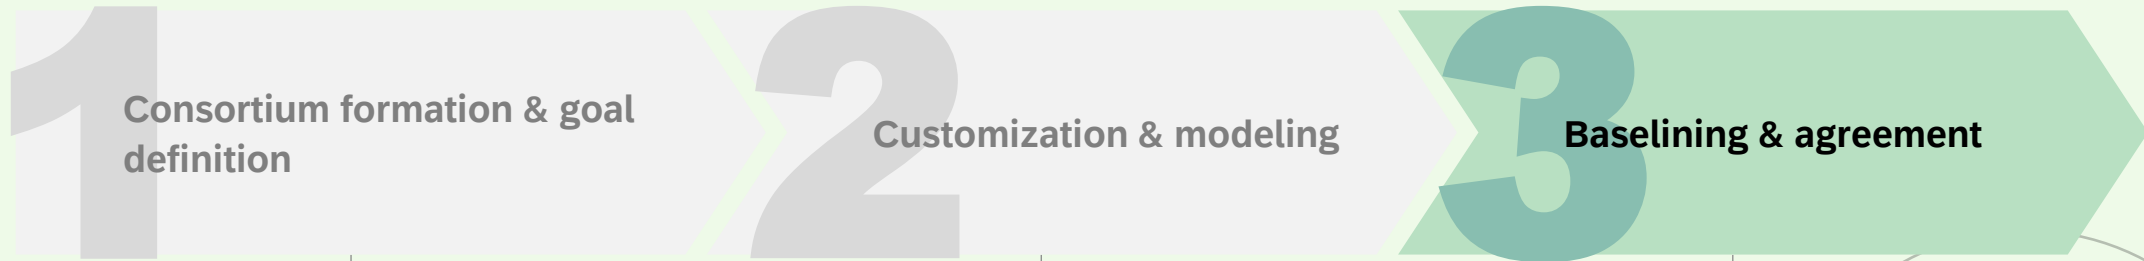 1
Consortium formation & goal
definition
2
Customization & modeling
3
Baselining & agreement